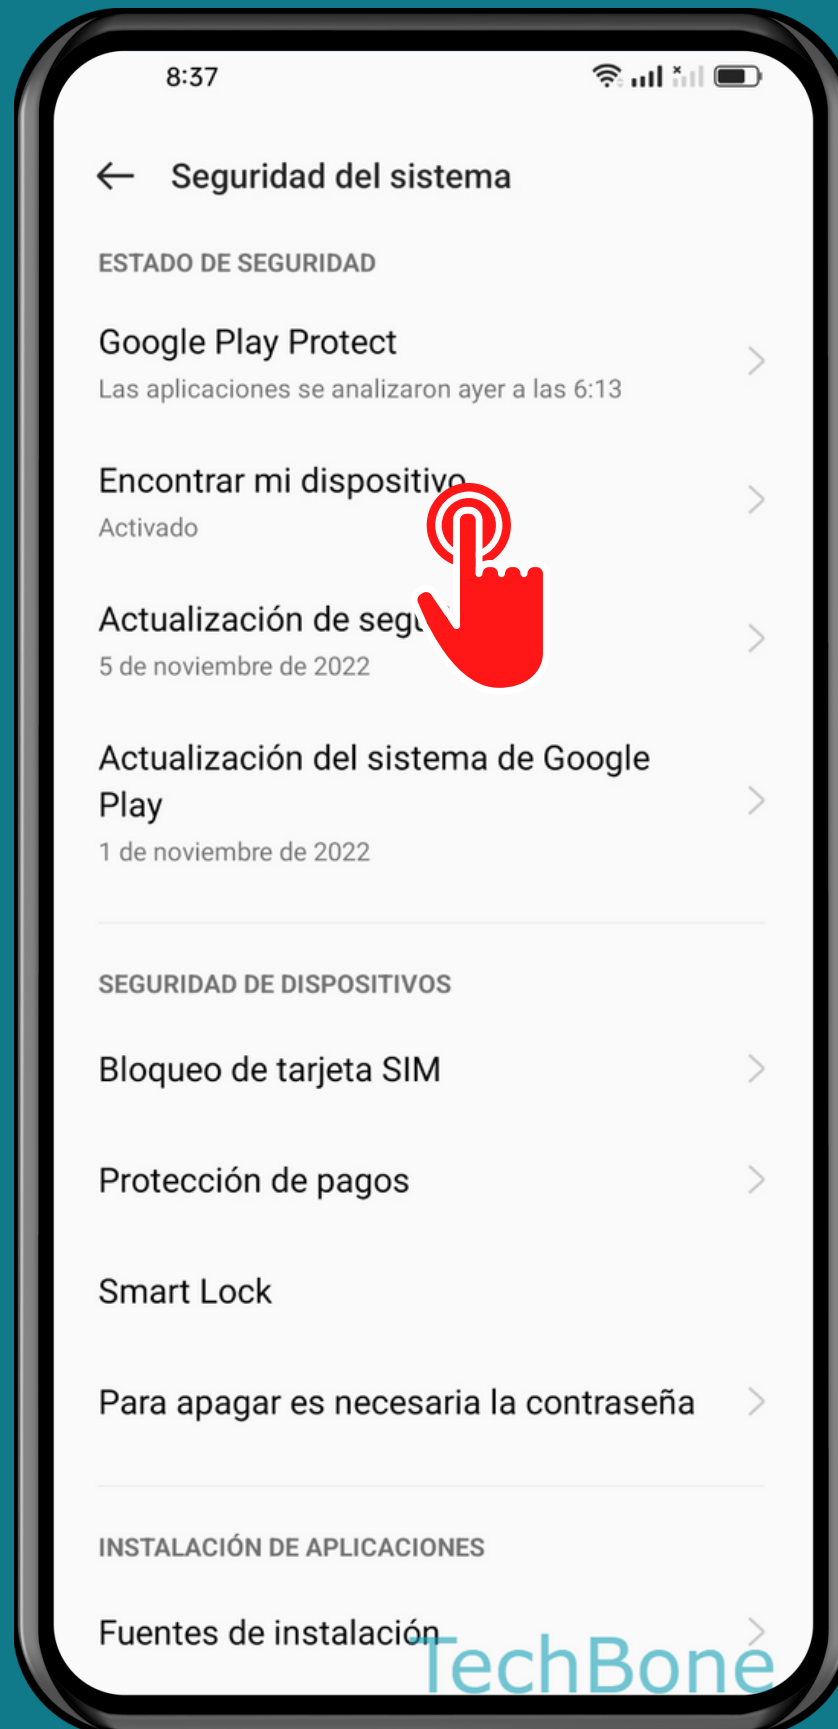 8:37
Seguridad del sistema
ESTADO DE SEGURIDAD
Google Play Protect
Las aplicaciones se analizaron ayer a las 6:13
Encontrar mi dispositivo
Activado
Actualización de
5 de noviembre de 2022
Actualización del sistema de Google
Play
1 de noviembre de 2022
SEGURIDAD DE DISPOSITIVOS
Bloqueo de tarjeta SIM
Protección de pagos
Smart Lock
Para apagar es necesaria la contraseña
INSTALACIÓN DE APLICACIONES
Fuentes de instalación
TechBone